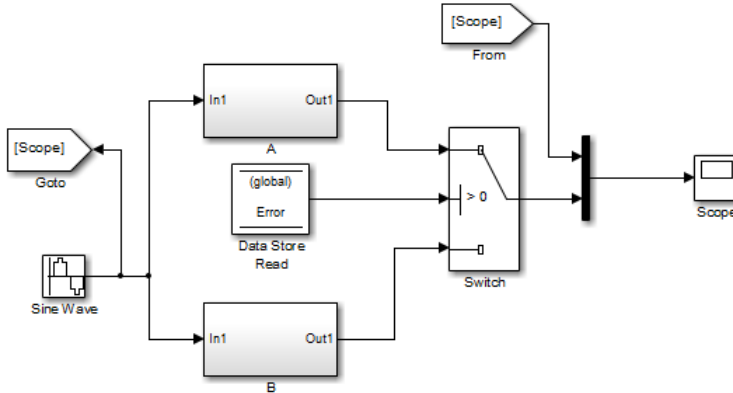 [Scope]
From
In1
Out1
A
[Scope]
Goto
(global)
Error
Data Store
Read
> 0
Switch
Scope
Sine Wave
In1
Out1
B